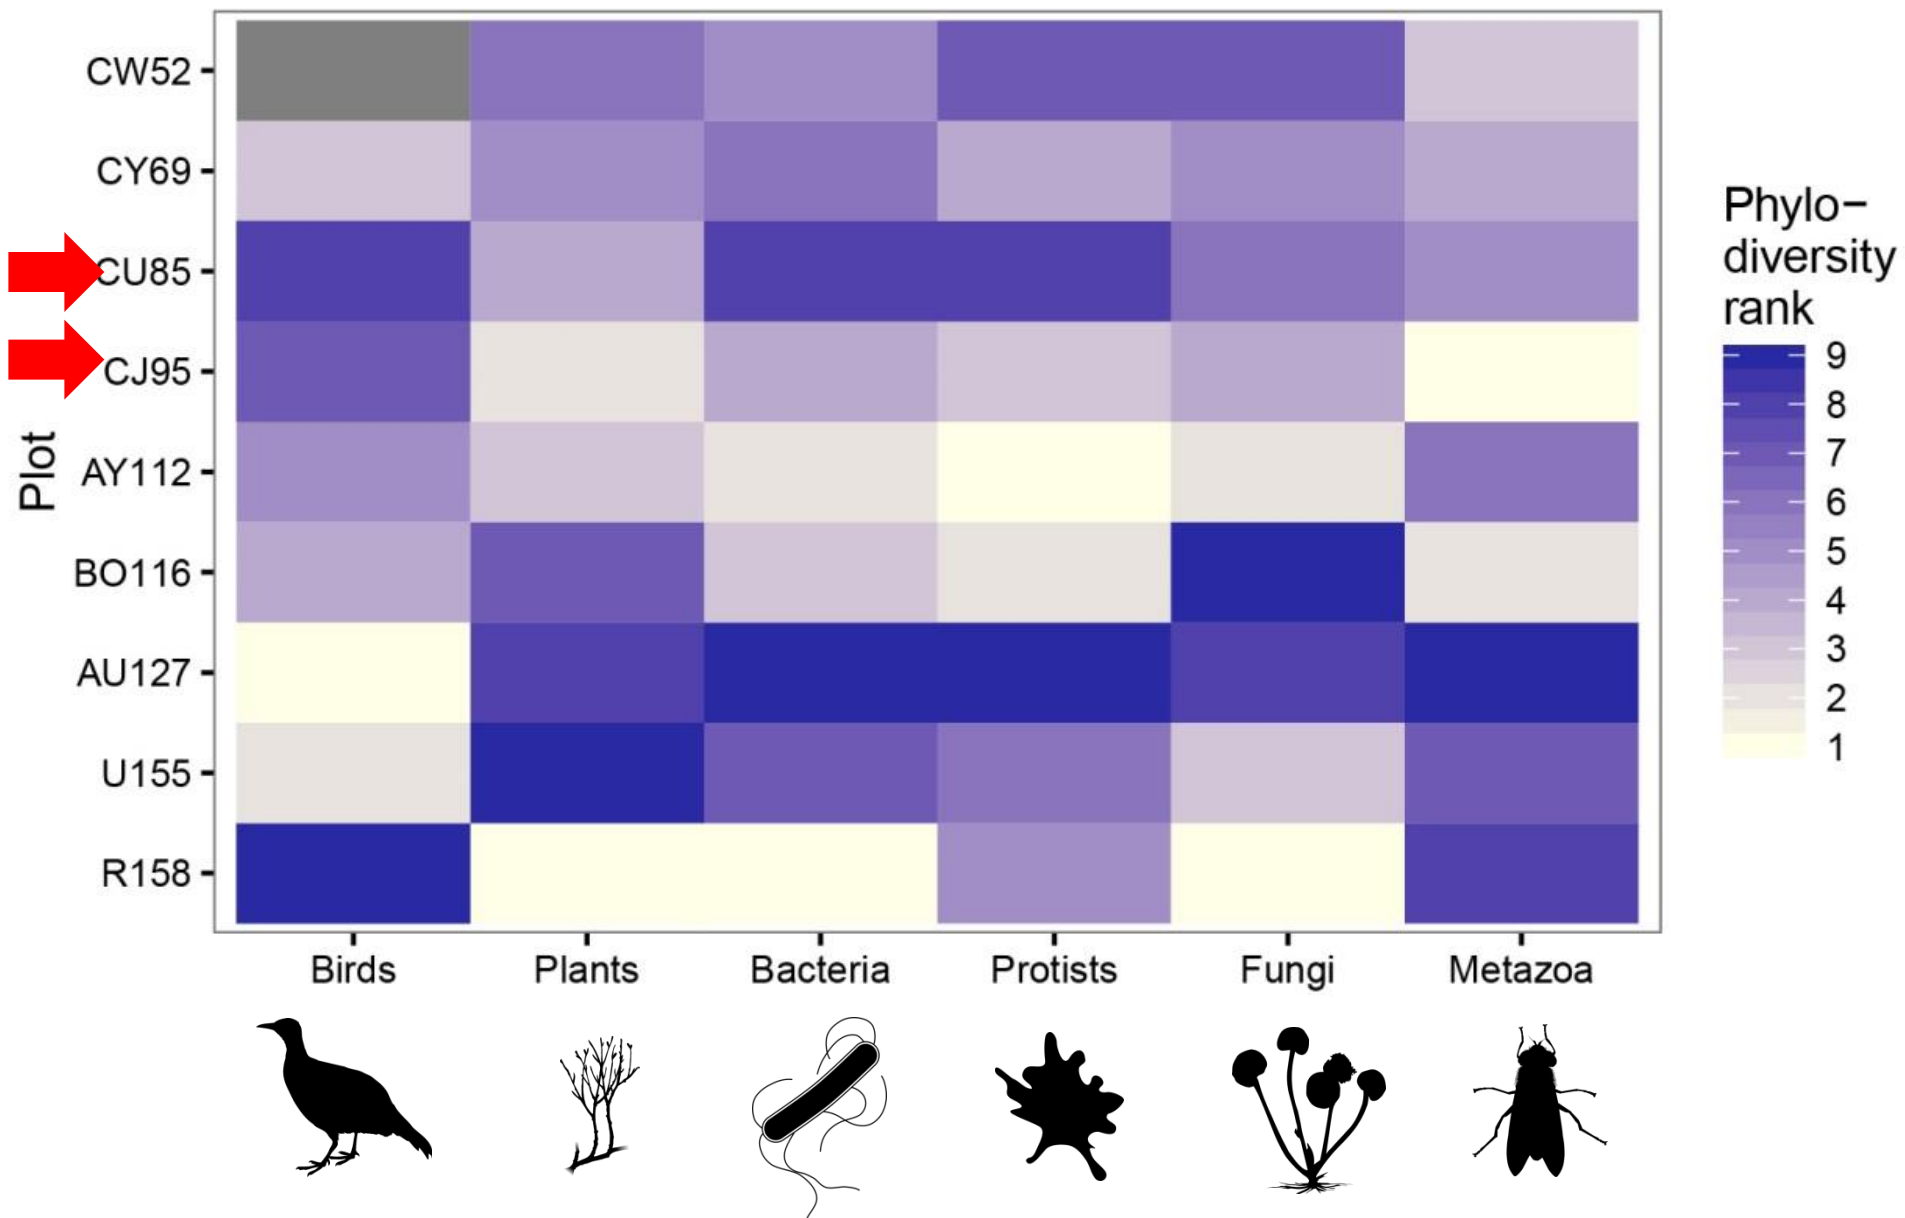 Plot
CW52
CY69
CU85
CJ95
AY112
BO116
AU127
U155
R158
Birds Plants Bacteria Protists Fungi Metazoa
Phylo−
diversity
rank
9
8
7
6
5
4
3
2
1